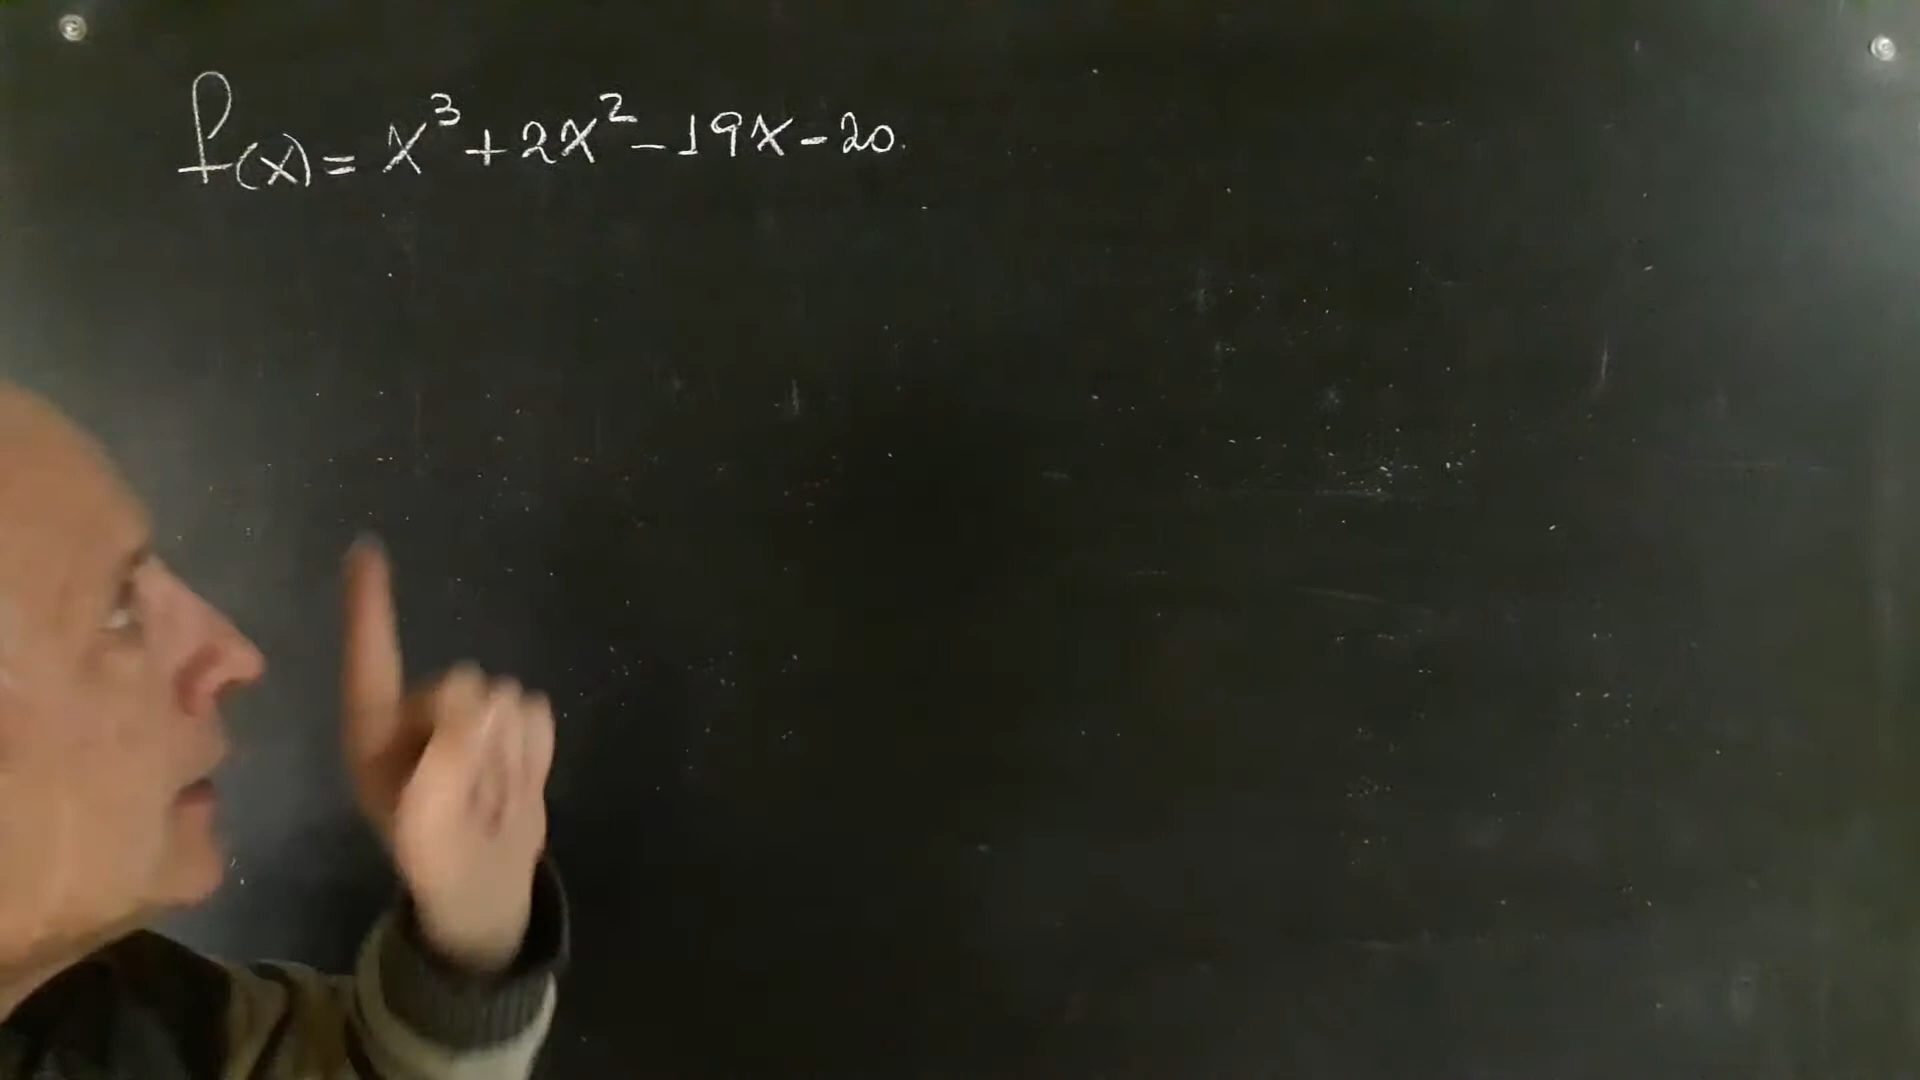 f(x) = x³ + 2x² - 19x - 20.